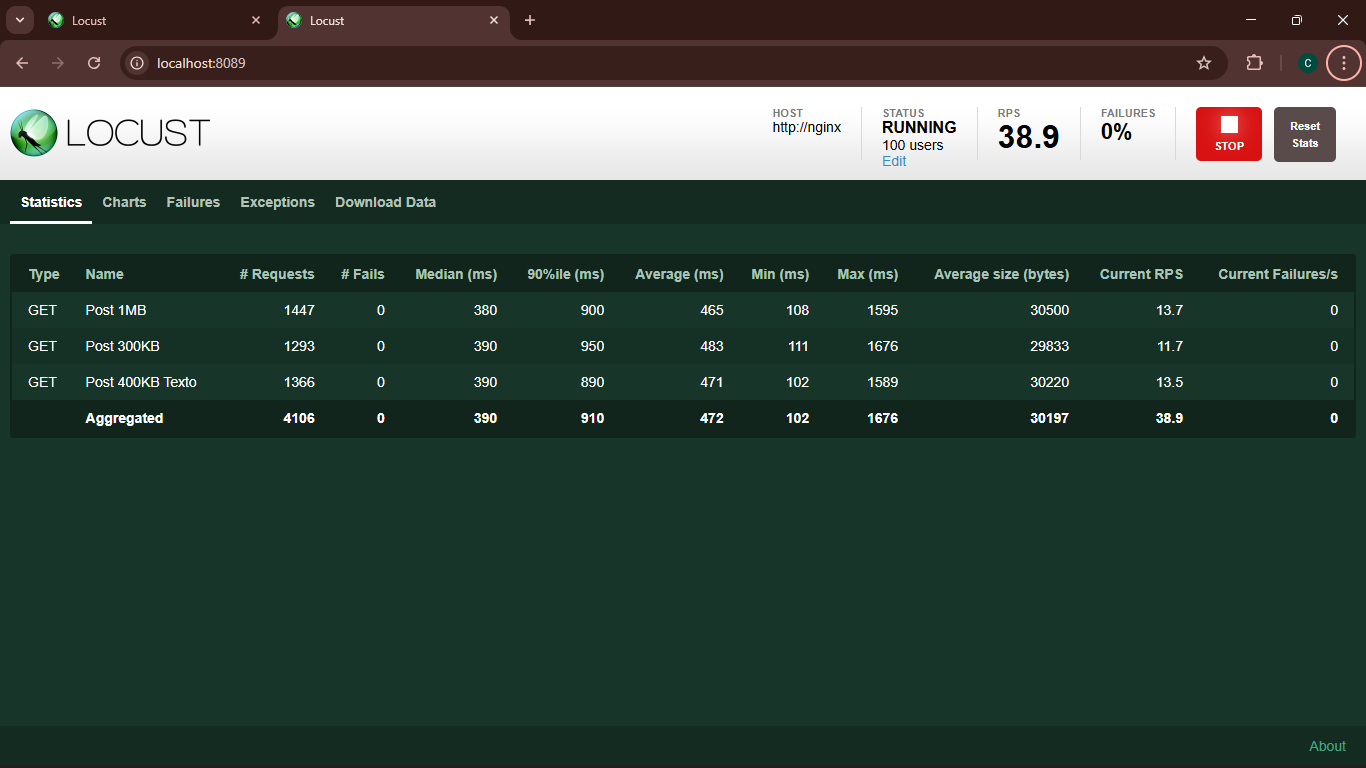 Locust
Locust
localhost:8089
C
LOCUST
HOST
http://nginx
STATUS
RUNNING
100 users
Edit
RPS
38.9
FAILURES
0%
STOP
Reset
Stats
Statistics Charts Failures Exceptions Download Data
Type Name # Requests # Fails Median (ms) 90%ile (ms) Average (ms) Min (ms) Max (ms) Average size (bytes) Current RPS Current Failures/s
GET Post 1MB 1447 0 380 900 465 108 1595 30500 13.7 0
GET Post 300KB 1293 0 390 950 483 111 1676 29833 11.7 0
GET Post 400KB Texto 1366 0 390 890 471 102 1589 30220 13.5 0
Aggregated 4106 0 390 910 472 102 1676 30197 38.9 0
About